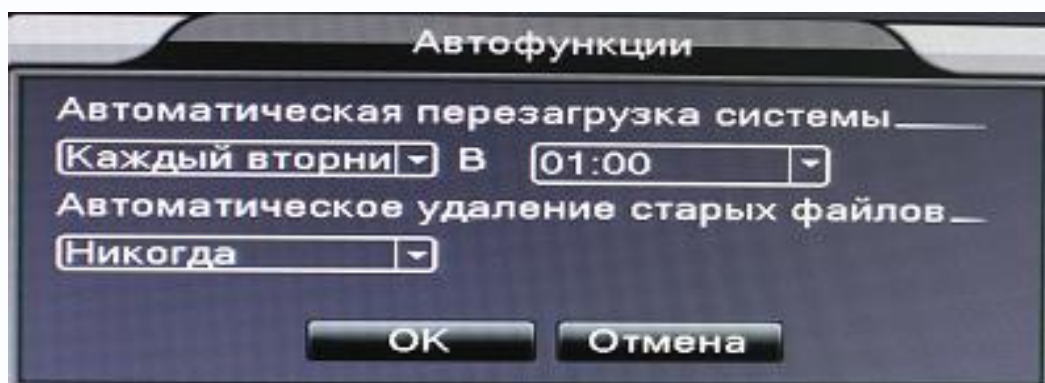 Автофункции
Автоматическая перезагрузка системы
Каждый вторни В 01:00
Автоматическое удаление старых файлов
Никогда
OK Отмена